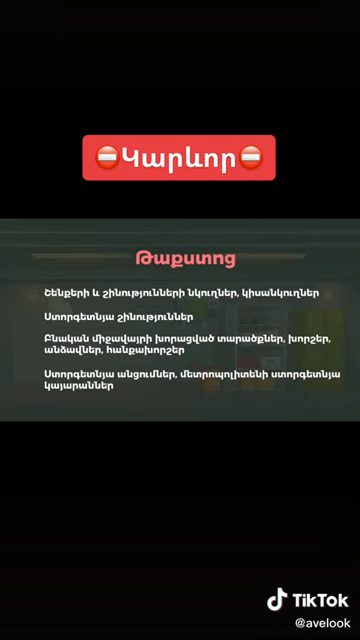 ⛔Կարևոր⛔
Թաքստոց
Շենքերի և շինությունների նկուղներ, կիսանկուղներ
Ստորգետնյա շինություններ
Բնական միջավայրի խորացված տարածքներ, խորշեր,
անձավներ, հանքախորշեր
Ստորգետնյա անցումներ, մետրոպոլիտենի ստորգետնյա
կայարաններ
TikTok
@avelook